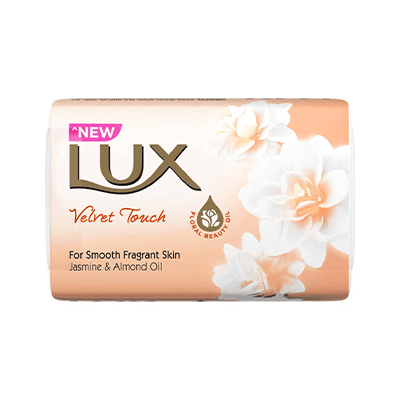 ^NEW
LUX
Velvet Touch
FLORAL BEAUTY OIL
For Smooth Fragrant Skin
Jasmine & Almond Oil